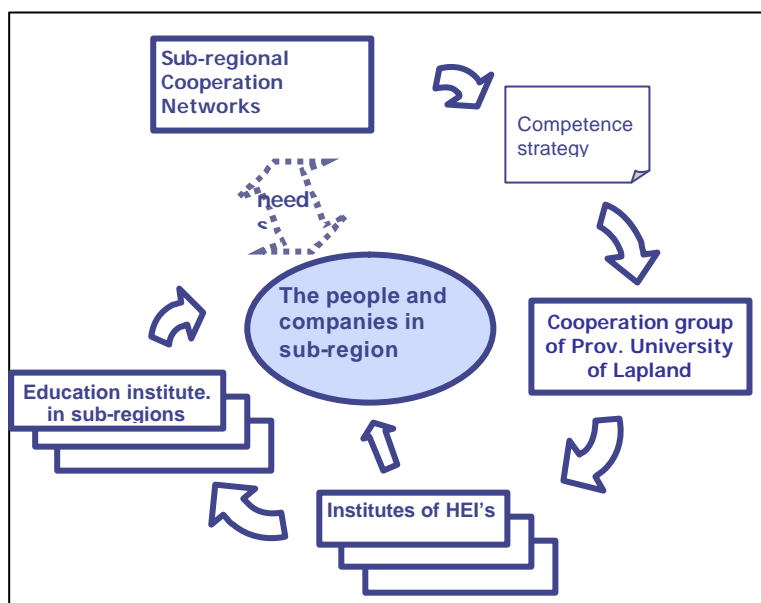 Sub-regional
Cooperation
Networks
Competence
strategy
need
s
The people and
companies in
sub-region
Cooperation group
of Prov. University
of Lapland
Education institute.
in sub-regions
Institutes of HEI's